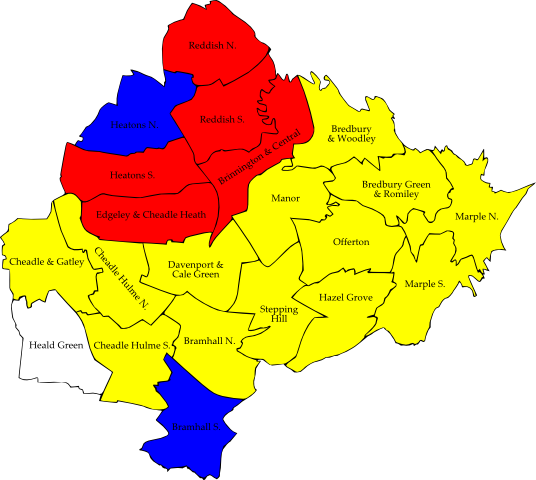 Reddish N.
Heatons N.
Reddish S.
Bredbury
& Woodley
Brinnington & Central
Heatons S.
Bredbury Green
& Romiley
Manor
Edgeley & Cheadle Heath
Marple N.
Offerton
Cheadle & Gatley
Cheadle Hulme N.
Davenport &
Cale Green
Marple S.
Hazel Grove
Stepping
Hill
Heald Green
Cheadle Hulme S.
Bramhall N.
Bramhall S.